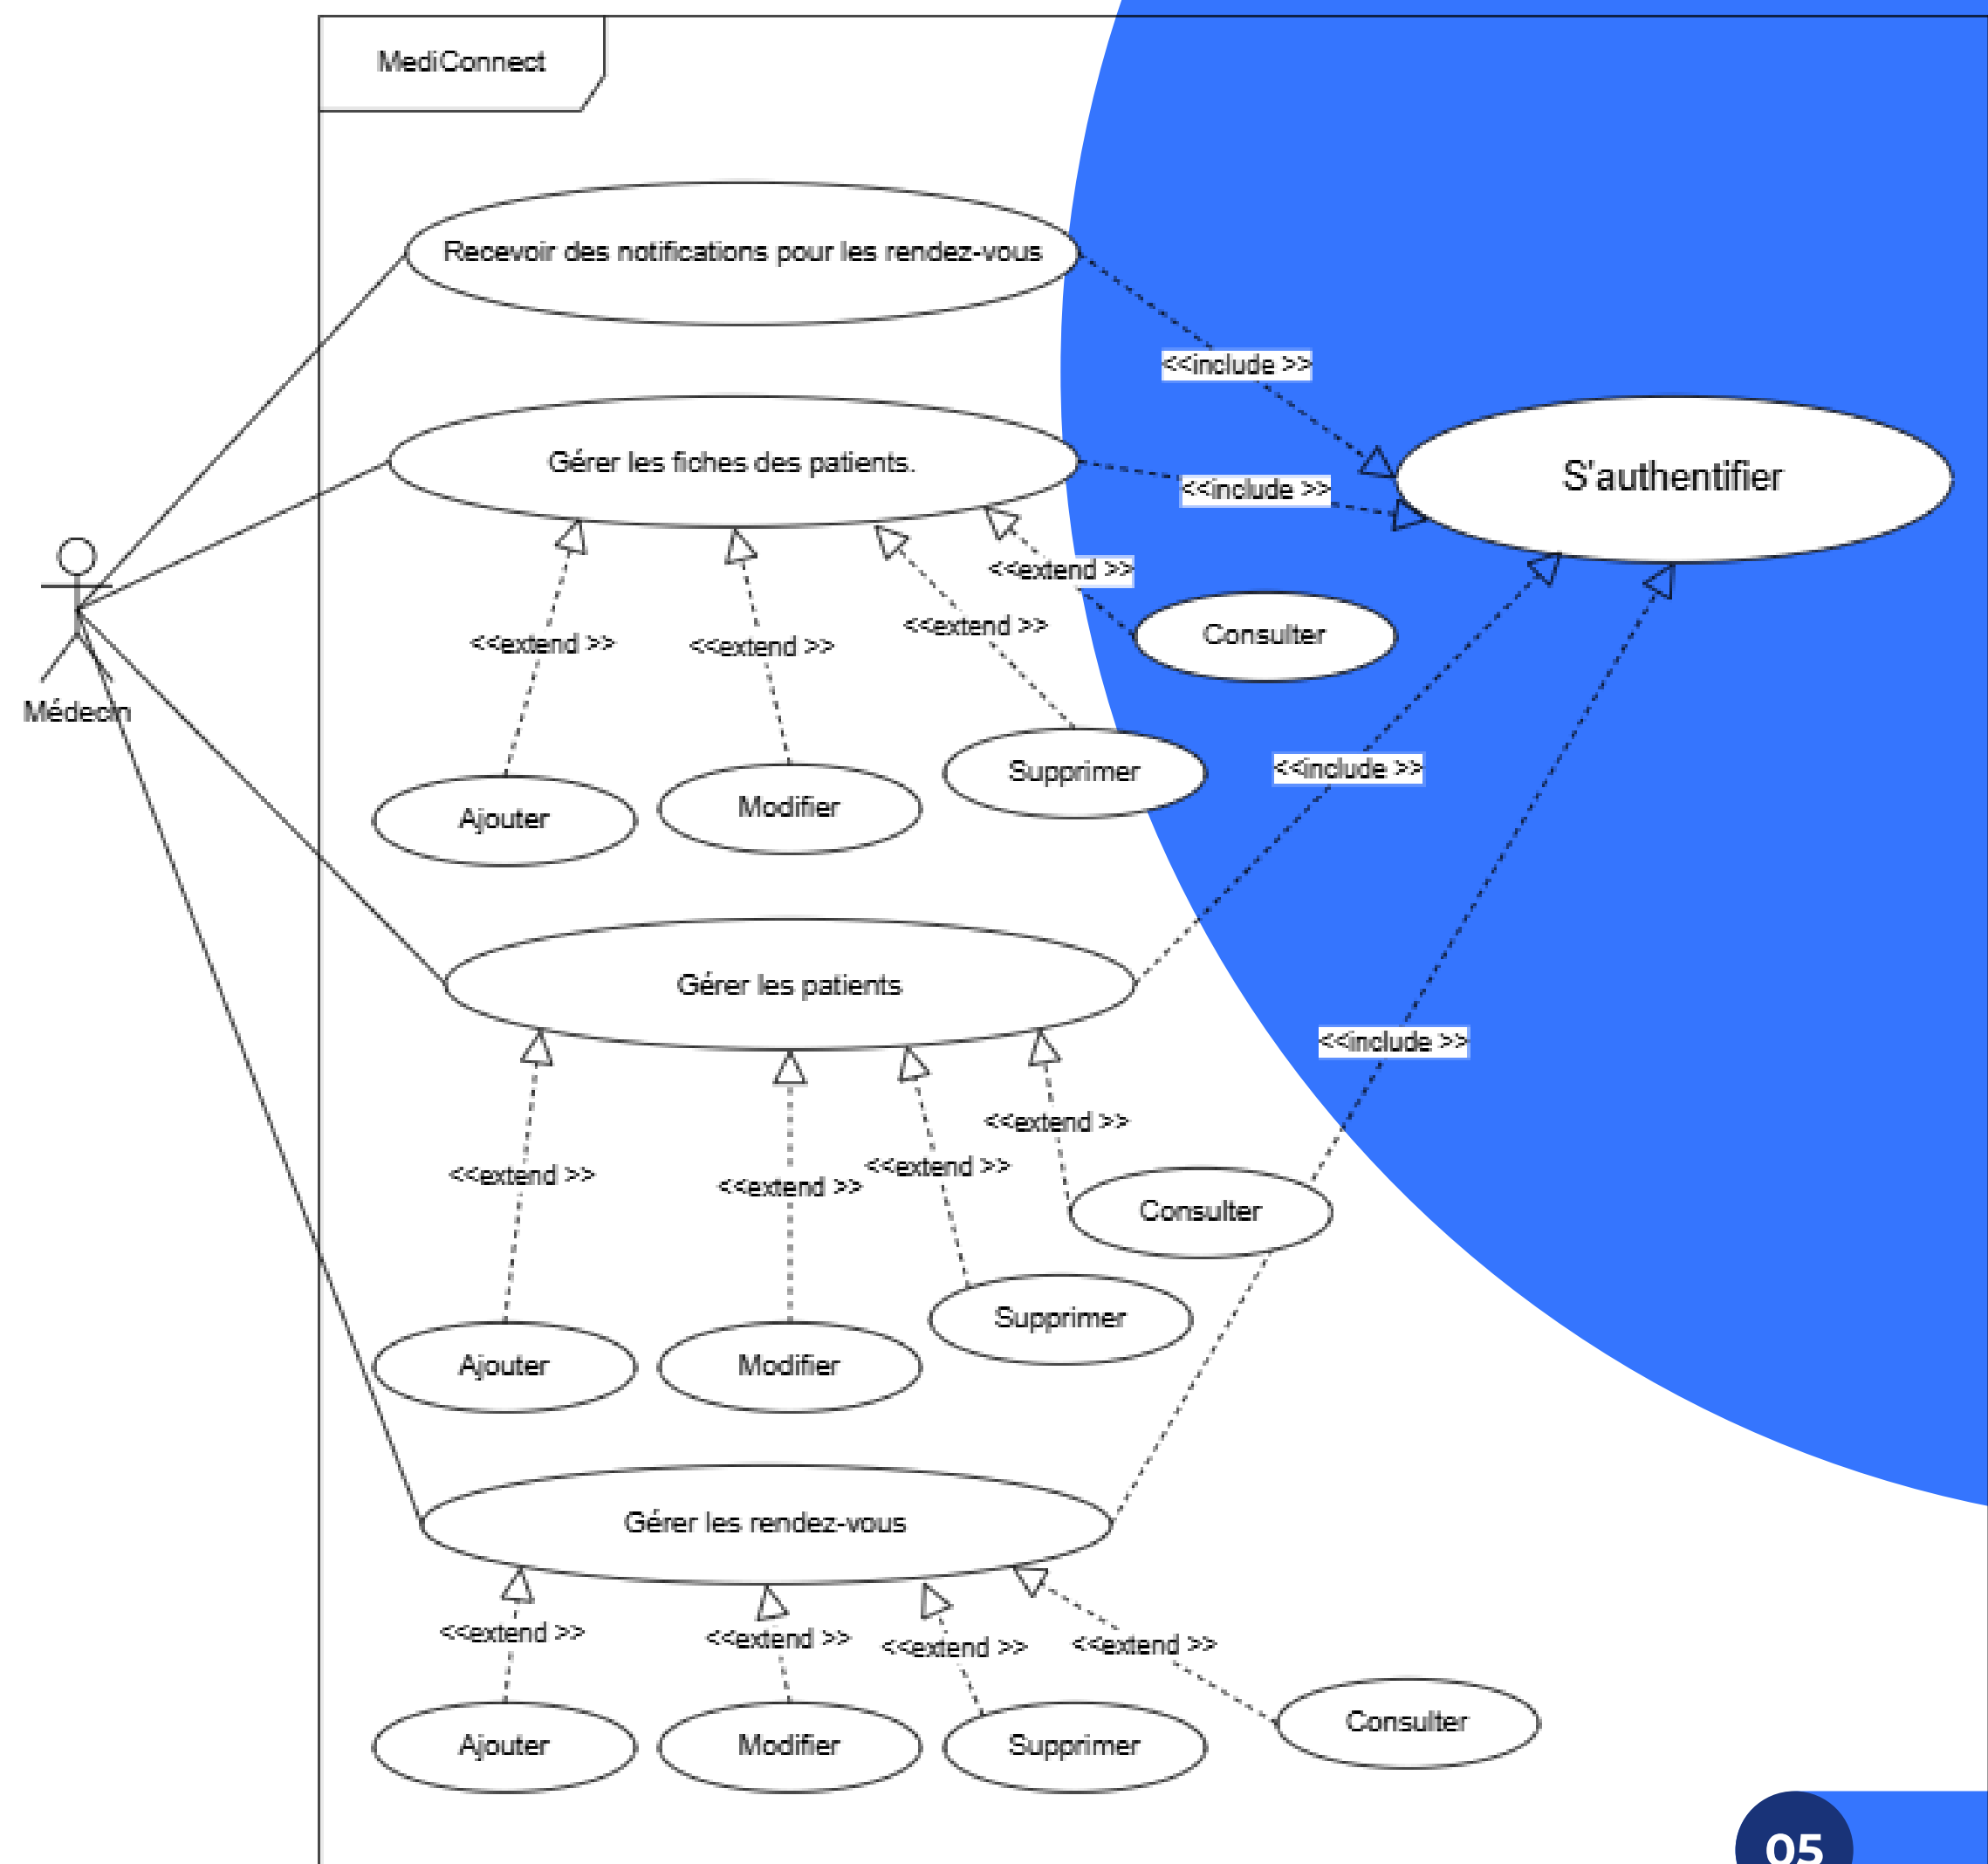 MediConnect
Recevoir des notifications pour les rendez-vous
<<include >>
Gérer les fiches des patients.
S'authentifier
<<include >>
<<extend >>
<<extend >>
<<extend >>
<<extend >>
Consulter
Médecin
Supprimer
<<include >>
Ajouter
Modifier
Gérer les patients
<<include >>
<<extend >>
<<extend >>
<<extend >>
<<extend >>
Consulter
Supprimer
Ajouter
Modifier
Gérer les rendez-vous
<<extend >>
<<extend >>
<<extend >>
<<extend >>
Ajouter
Modifier
Supprimer
Consulter
05